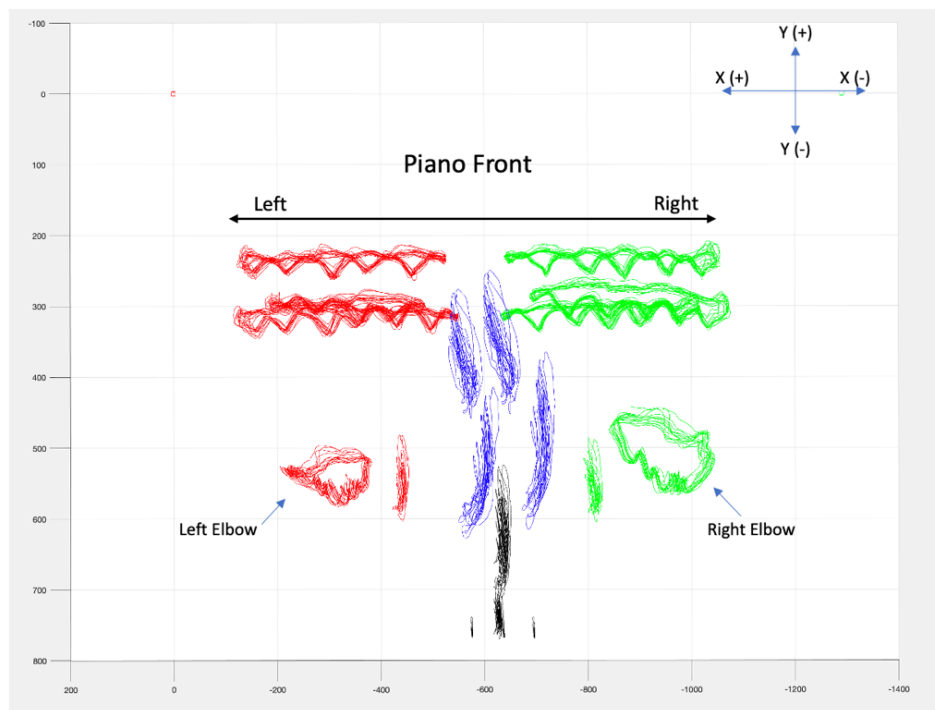 -100
Y (+)
X (+)
X (-)
0
Y (-)
100
Piano Front
Left
Right
200
300
400
500
Left Elbow
Right Elbow
600
700
800
200
0
-200
-400
-600
-800
-1000
-1200
-1400